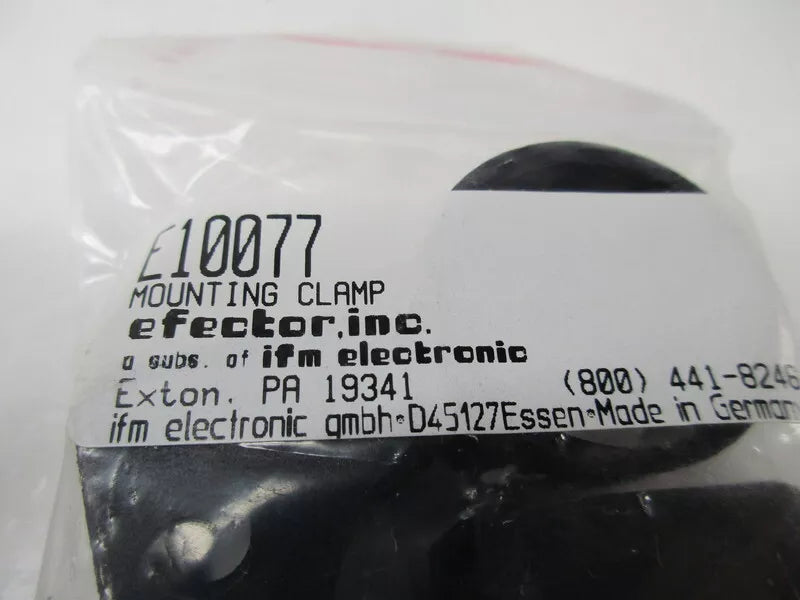 E10077
MOUNTING CLAMP
efector, inc.
a subs. of ifm electronic
Exton, PA 19341 (800) 441-8246
ifm electronic gmbh•D45127Essen•Made in German